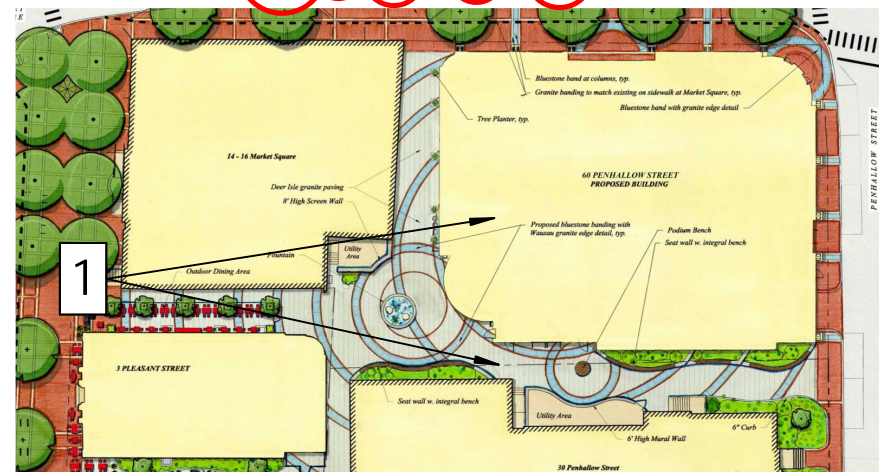 Bluestone band at columns, typ.
Granite banding to match existing on sidewalk at Market Square, typ.
Bluestone band with granite edge detail
Tree Planter, typ.
PENHALLOW STREET
14 - 16 Market Square
60 PENHALLOW STREET
PROPOSED BUILDING
Deer Isle granite paving
8' High Screen Wall
Proposed bluestone banding with
Wausau granite edge detail, typ.
Podium Bench
Seat wall w. integral bench
Utility
Area
Fountain
1
Outdoor Dining Area
3 PLEASANT STREET
Seat wall w. integral bench
Utility Area
6' High Mural Wall
6" Curb
30 Penhallow Street